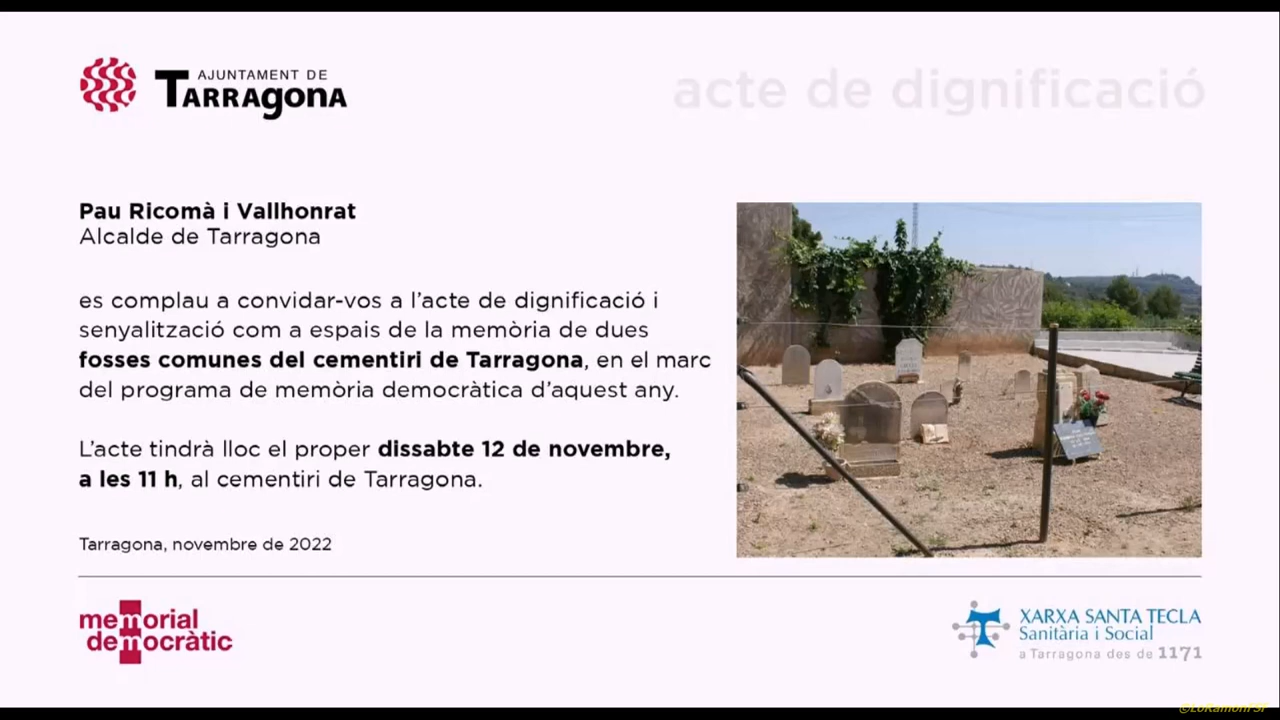 AJUNTAMENT DE
TARRAGONA
acte de dignificació
Pau Ricomà i Vallhonrat
Alcalde de Tarragona
es complau a convidar-vos a l'acte de dignificació i
senyalització com a espais de la memòria de dues
fosses comunes del cementiri de Tarragona, en el marc
del programa de memòria democràtica d'aquest any.
L'acte tindrà lloc el proper dissabte 12 de novembre,
a les 11 h, al cementiri de Tarragona.
Tarragona, novembre de 2022
memorial
democràtic
XARXA SANTA TECLA
Sanitària i Social
a Tarragona des de 1171
©LoRamonFSF